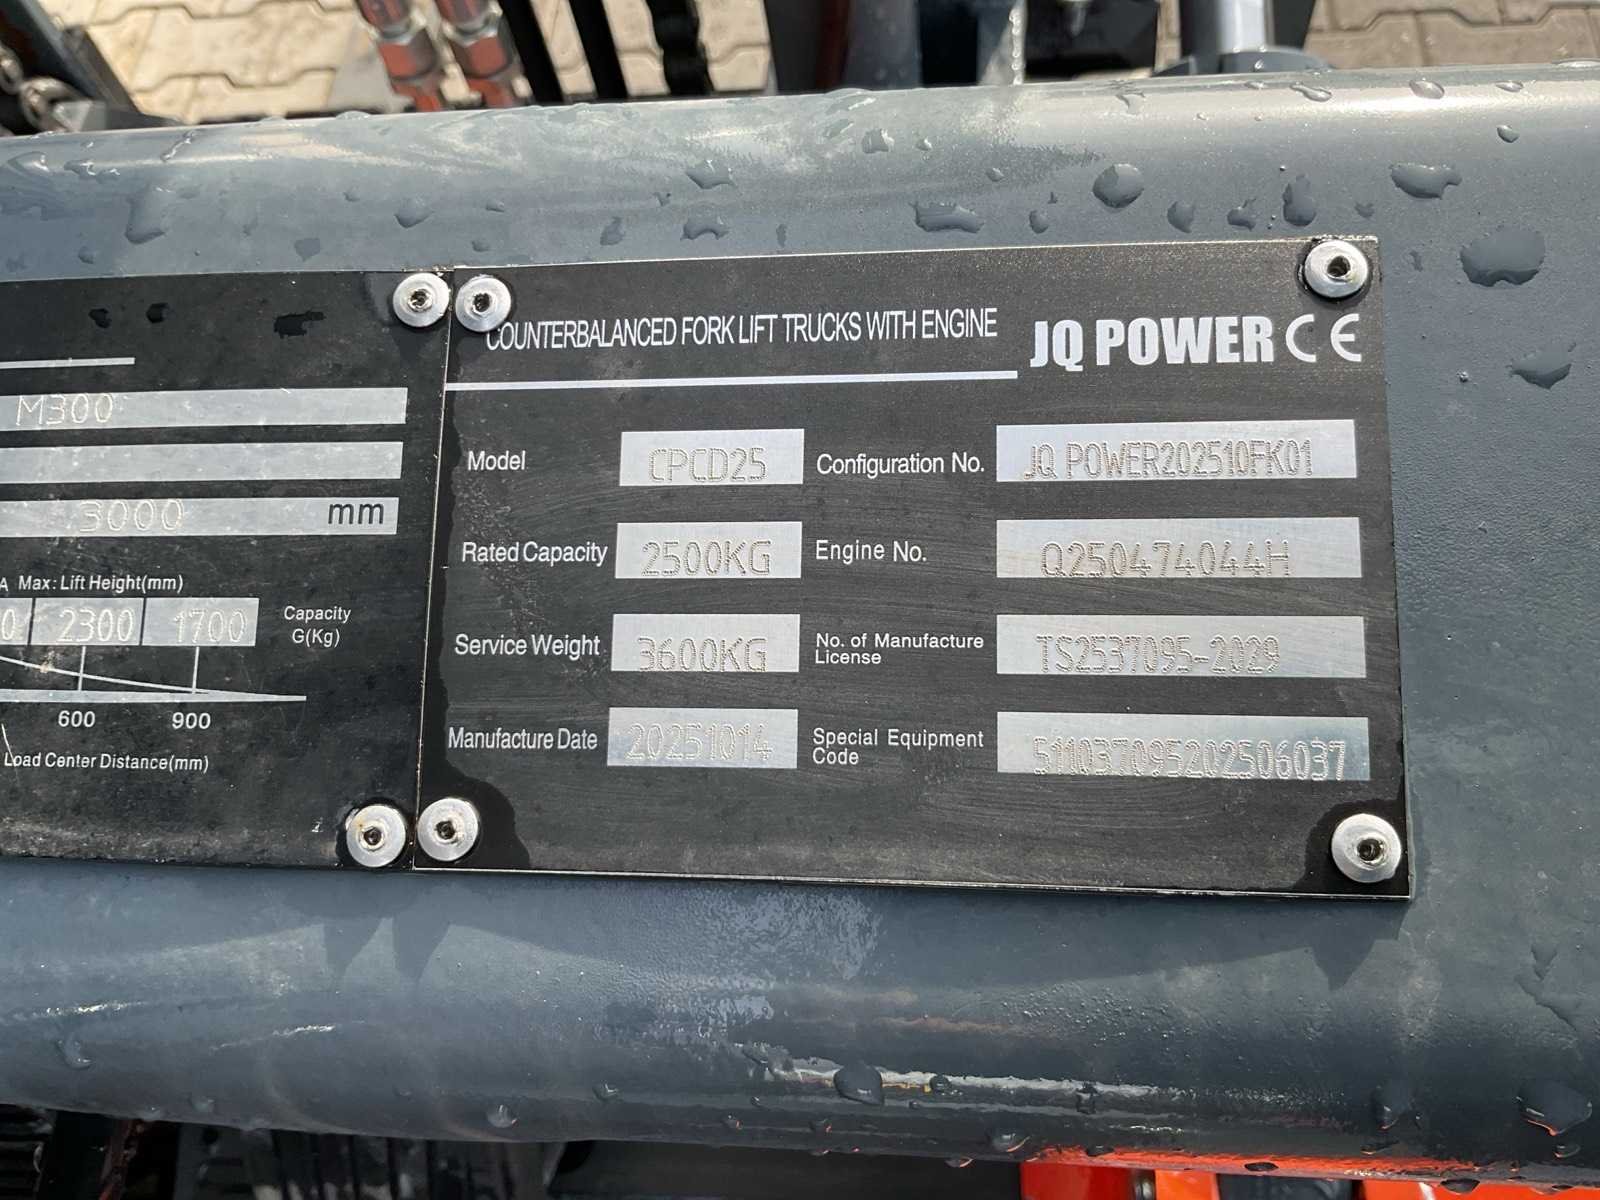 M300
3000 mm
Max: Lift Height(mm)
2300 1700 Capacity G(Kg)
600 900
Load Center Distance(mm)
COUNTERBALANCED FORK LIFT TRUCKS WITH ENGINE JQ POWER CE
Model CPCD25 Configuration No. JQ POWER202510FK01
Rated Capacity 2500KG Engine No. Q250474044H
Service Weight 3600KG No. of Manufacture License TS2537095-2029
Manufacture Date 20251014 Special Equipment Code 511037095202506037